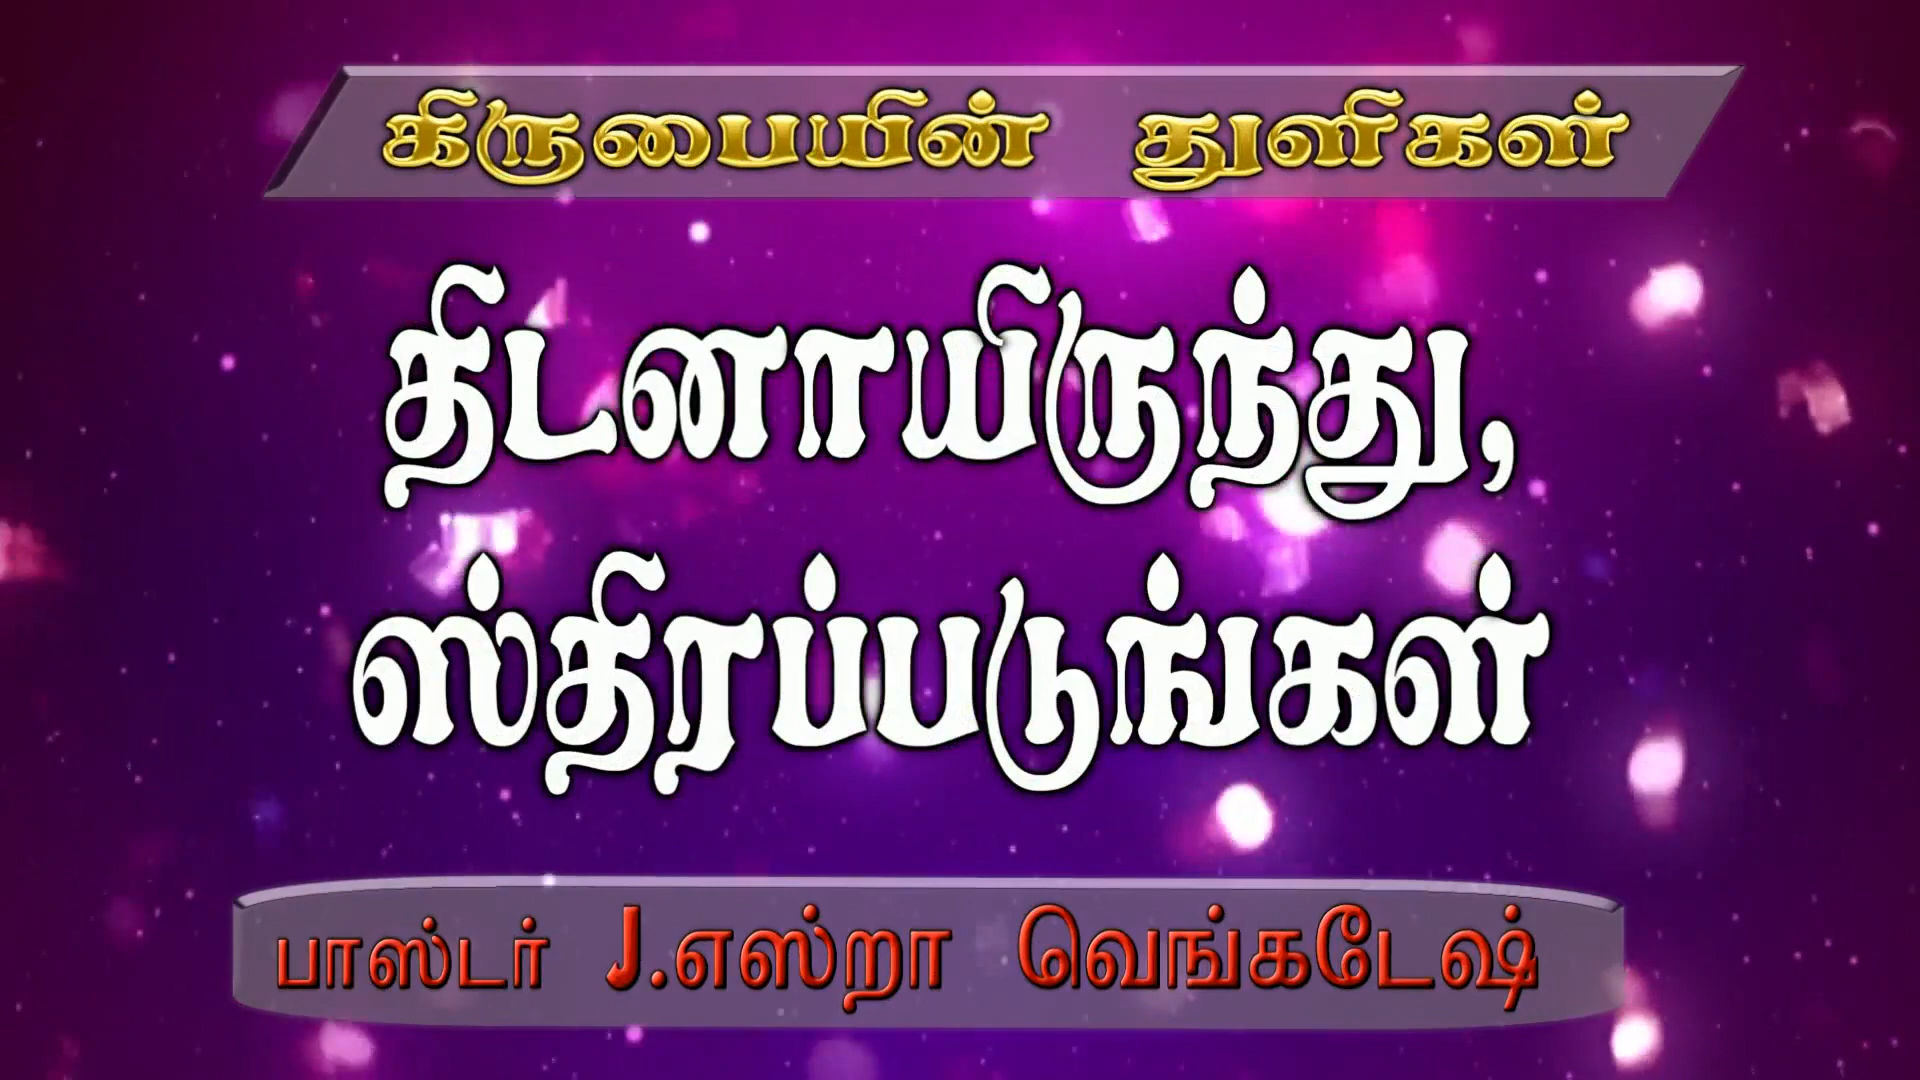 கிருபையின் துளிகள்
திடனாயிருந்து,
ஸ்திரப்படுங்கள்
பாஸ்டர் J.எஸ்றா வெங்கடேஷ்